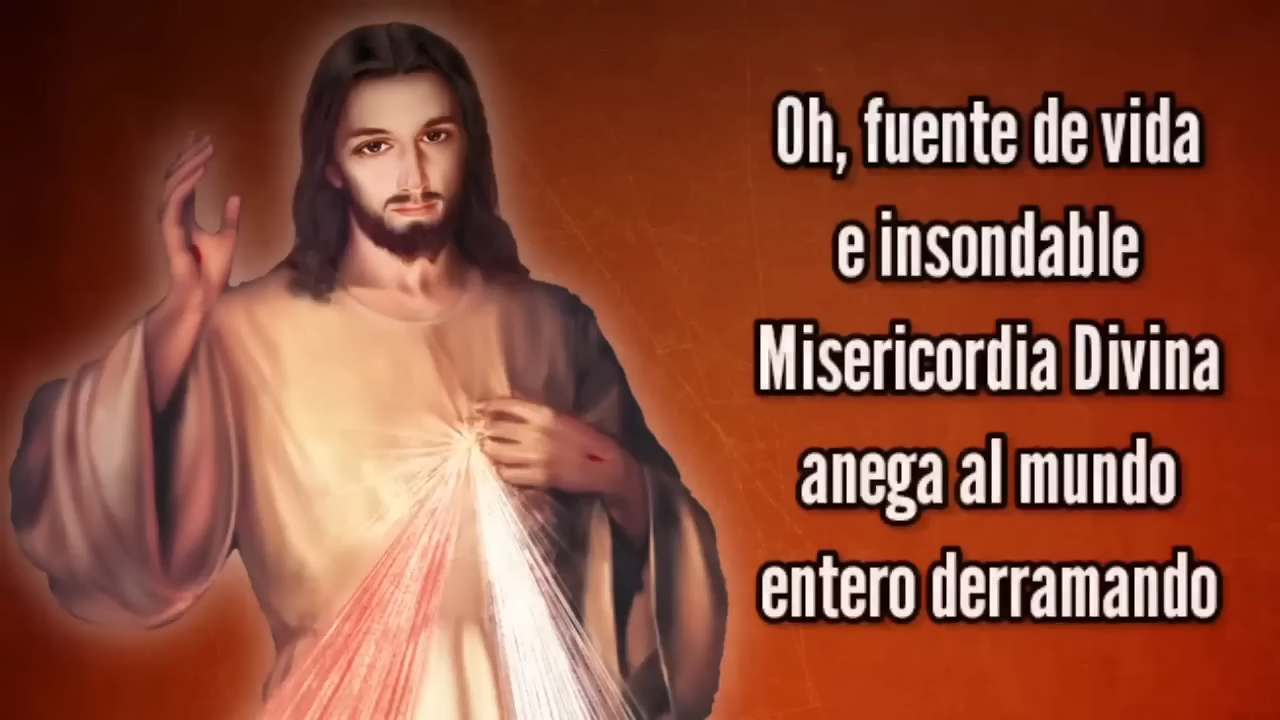 Oh, fuente de vida
e insondable
Misericordia Divina
anega al mundo
entero derramando